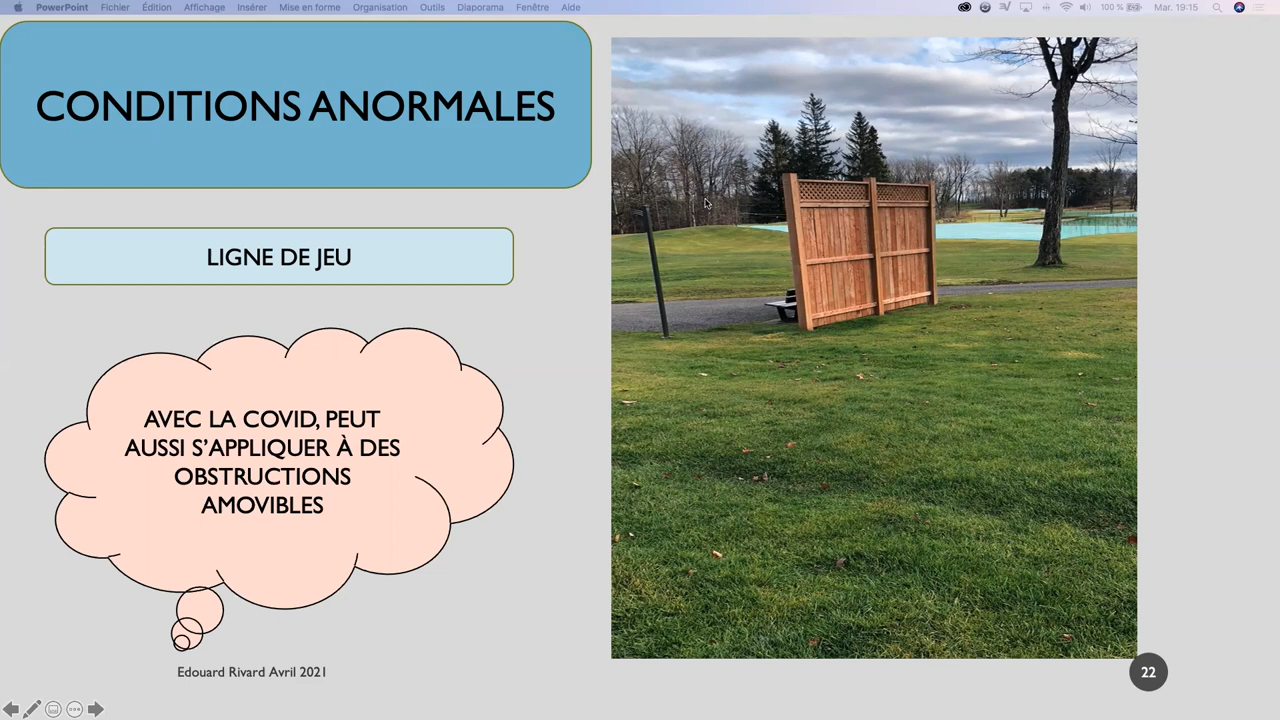 PowerPoint Fichier Édition Affichage Insérer Mise en forme Organisation Outils Diaporama Fenêtre Aide 100 % Mar. 19:15
CONDITIONS ANORMALES
LIGNE DE JEU
AVEC LA COVID, PEUT
AUSSI S’APPLIQUER À DES
OBSTRUCTIONS
AMOVIBLES
Edouard Rivard Avril 2021
22